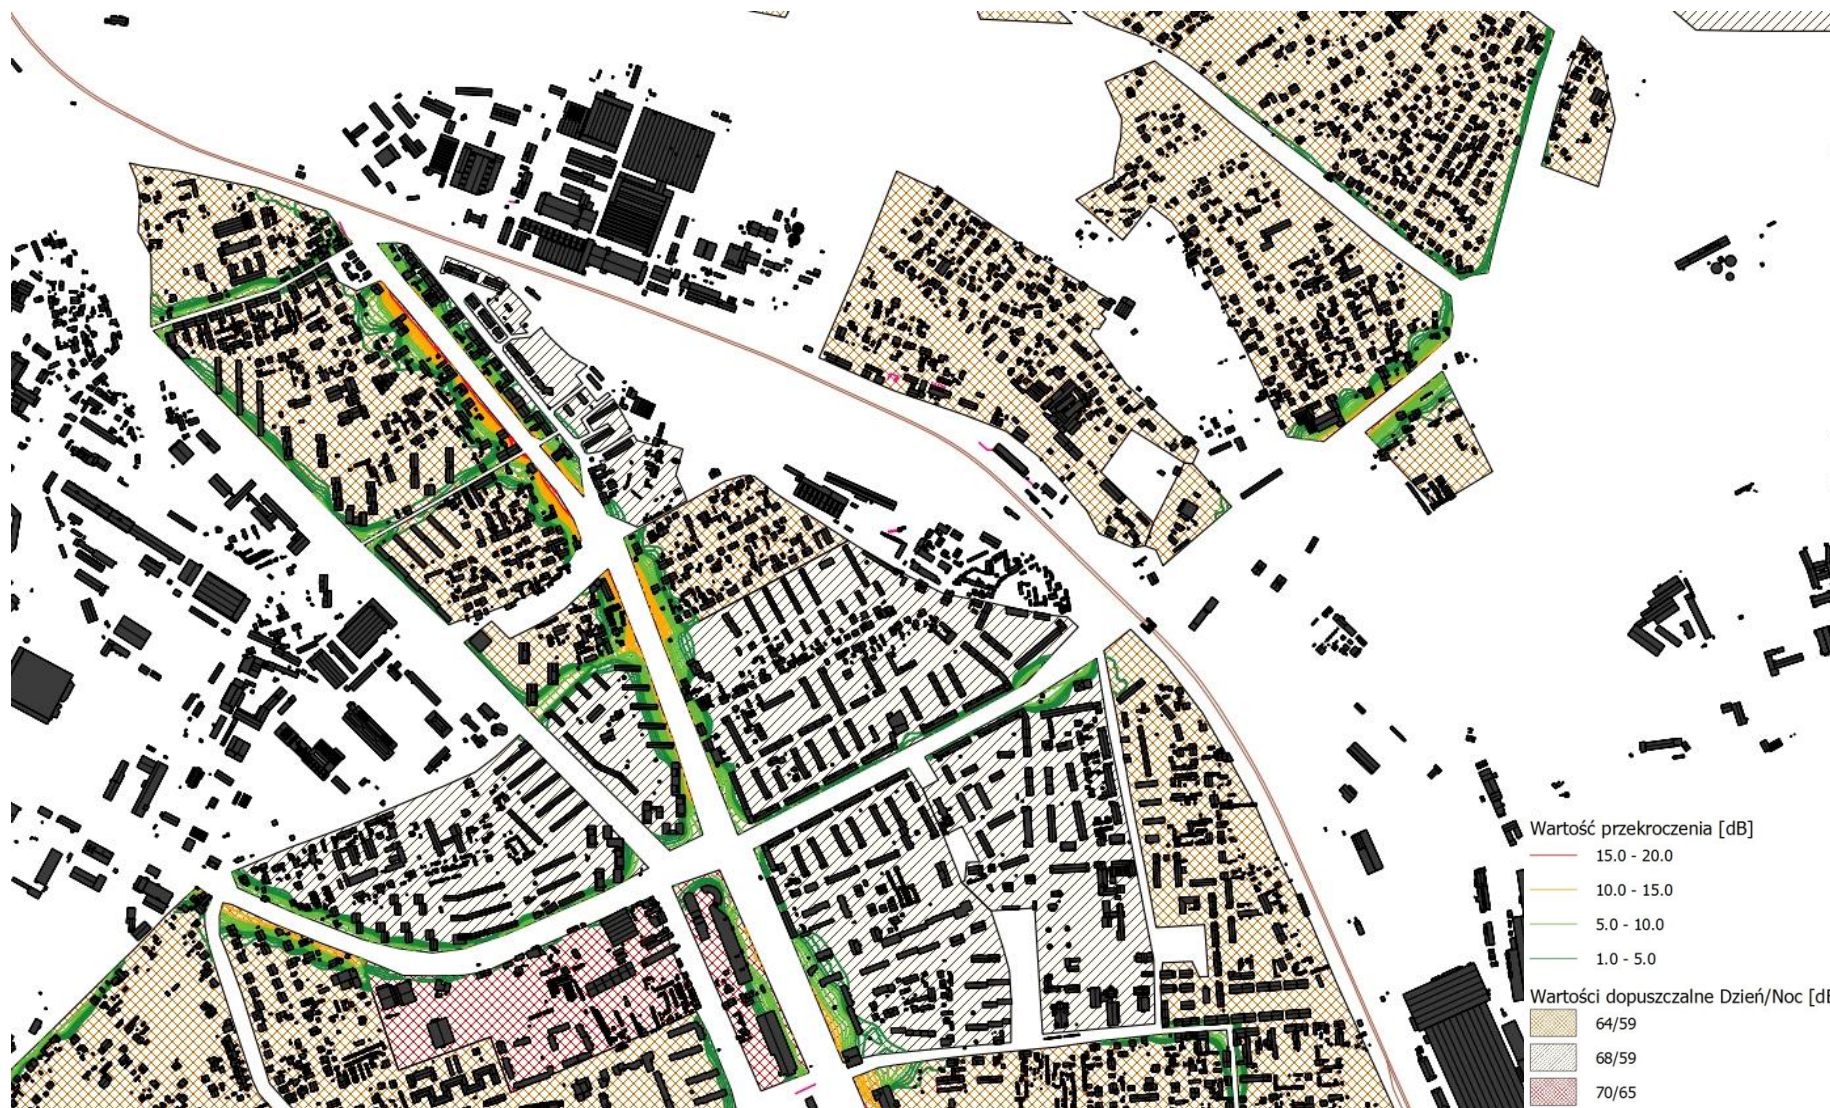 Wartość przekroczenia [dB]
15.0 - 20.0
10.0 - 15.0
5.0 - 10.0
1.0 - 5.0
Wartości dopuszczalne Dzień/Noc [dB
64/59
68/59
70/65